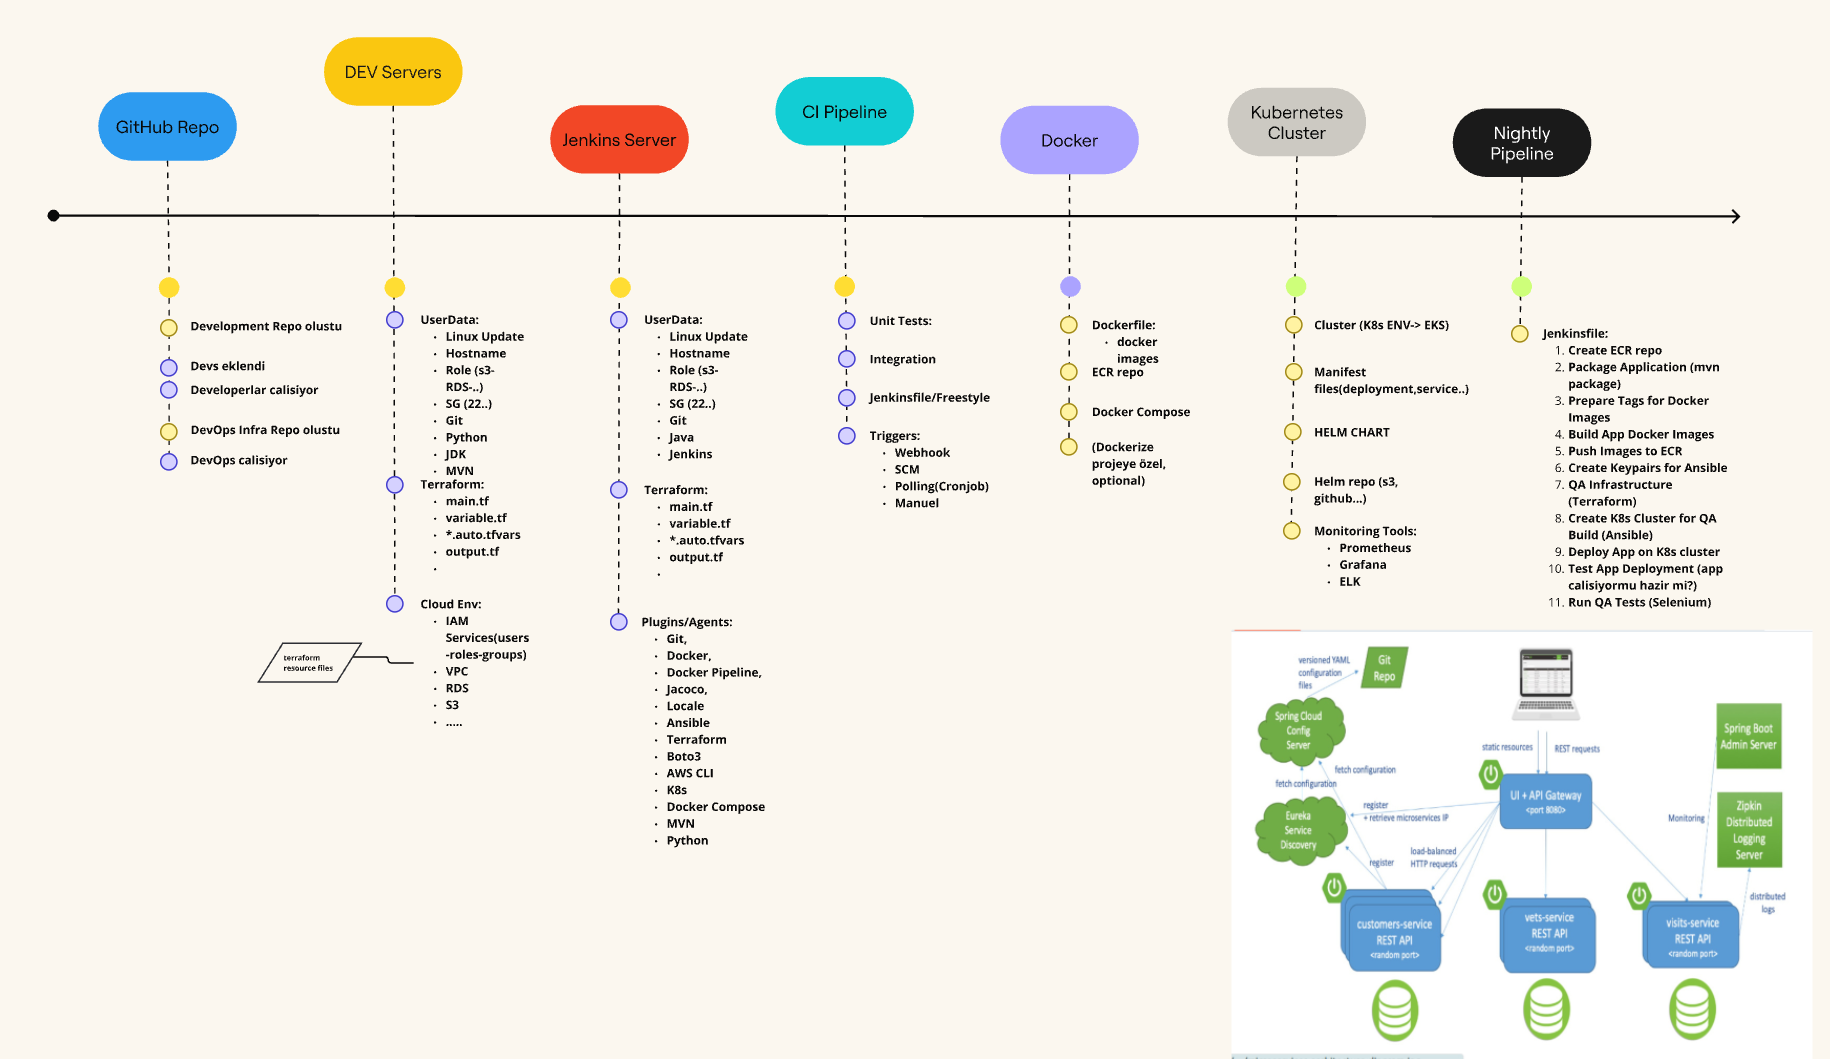 GitHub Repo
DEV Servers
Jenkins Server
CI Pipeline
Docker
Kubernetes
Cluster
Nightly
Pipeline
Development Repo olustu
Devs eklendi
Developerlar calisiyor
DevOps Infra Repo olustu
DevOps calisiyor
UserData:
· Linux Update
· Hostname
· Role (s3-
RDS-..)
· SG (22..)
· Git
· Python
· JDK
· MVN
Terraform:
· main.tf
· variable.tf
· *.auto.tfvars
· output.tf
·
Cloud Env:
· IAM
Services(users
-roles-groups)
· VPC
· RDS
· S3
· .....
terraform
resource files
UserData:
· Linux Update
· Hostname
· Role (s3-
RDS-..)
· SG (22..)
· Git
· Java
· Jenkins
Terraform:
· main.tf
· variable.tf
· *.auto.tfvars
· output.tf
·
Plugins/Agents:
· Git,
· Docker,
· Docker Pipeline,
· Jacoco,
· Locale
· Ansible
· Terraform
· Boto3
· AWS CLI
· K8s
· Docker Compose
· MVN
· Python
Unit Tests:
Integration
Jenkinsfile/Freestyle
Triggers:
· Webhook
· SCM
· Polling(Cronjob)
· Manuel
Dockerfile:
· docker
images
ECR repo
Docker Compose
(Dockerize
projeye özel,
optional)
Cluster (K8s ENV-> EKS)
Manifest
files(deployment,service..)
HELM CHART
Helm repo (s3,
github...)
Monitoring Tools:
· Prometheus
· Grafana
· ELK
Jenkinsfile:
1. Create ECR repo
2. Package Application (mvn
package)
3. Prepare Tags for Docker
Images
4. Build App Docker Images
5. Push Images to ECR
6. Create Keypairs for Ansible
7. QA Infrastructure
(Terraform)
8. Create K8s Cluster for QA
Build (Ansible)
9. Deploy App on K8s cluster
10. Test App Deployment (app
calisiyormu hazir mi?)
11. Run QA Tests (Selenium)
versioned YAML
configuration
files
Git
Repo
Spring Cloud
Config
Server
static resources
REST requests
Spring Boot
Admin Server
fetch configuration
fetch configuration
UI + API Gateway
<port 8080>
Eureka
Service
Discovery
register
+ retrieve microservices IP
Monitoring
Zipkin
Distributed
Logging
Server
register
load-balanced
HTTP requests
distributed
logs
customers-service
REST API
<random port>
vets-service
REST API
<random port>
visits-service
REST API
<random port>